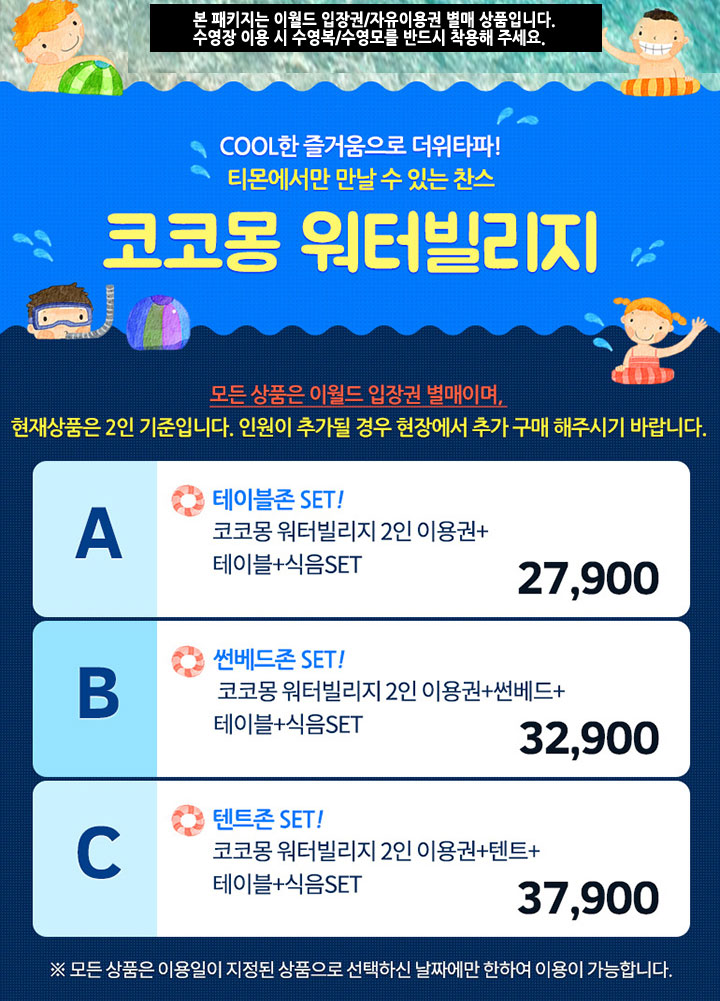 본 패키지는 이월드 입장권/자유이용권 별매 상품입니다.
수영장 이용 시 수영복/수영모를 반드시 착용해 주세요.
COOL한 즐거움으로 더위타파!
티몬에서만 만날 수 있는 찬스
코코몽 워터빌리지
모든 상품은 이월드 입장권 별매이며,
현재상품은 2인 기준입니다. 인원이 추가될 경우 현장에서 추가 구매 해주시기 바랍니다.
A
테이블존 SET!
코코몽 워터빌리지 2인 이용권+
테이블+식음SET
27,900
B
썬베드존 SET!
코코몽 워터빌리지 2인 이용권+썬베드+
테이블+식음SET
32,900
C
텐트존 SET!
코코몽 워터빌리지 2인 이용권+텐트+
테이블+식음SET
37,900
※ 모든 상품은 이용일이 지정된 상품으로 선택하신 날짜에만 한하여 이용이 가능합니다.